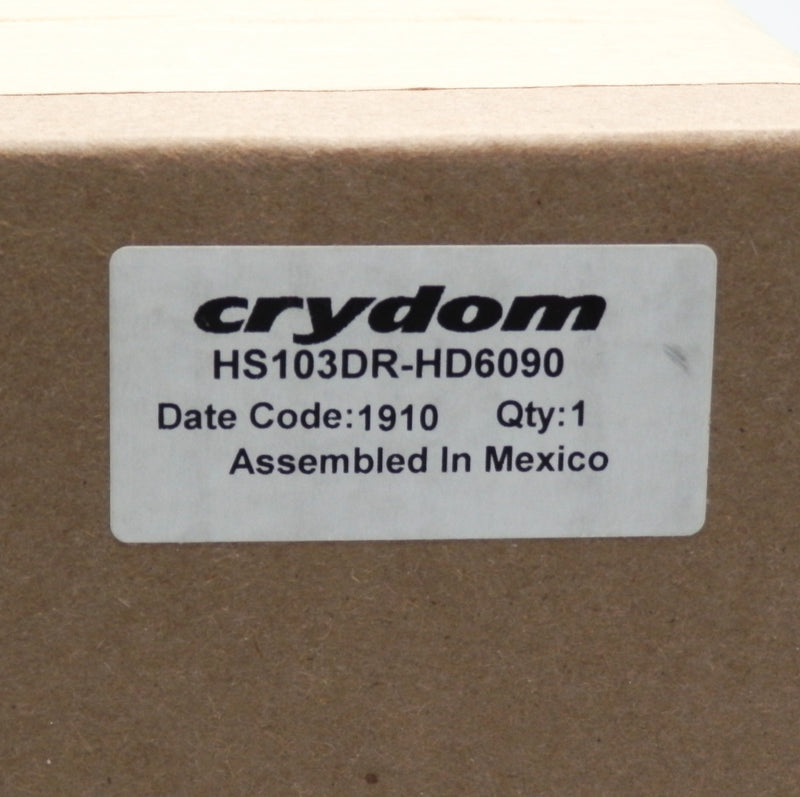 crydom
HS103DR-HD6090
Date Code:1910 Qty:1
Assembled In Mexico